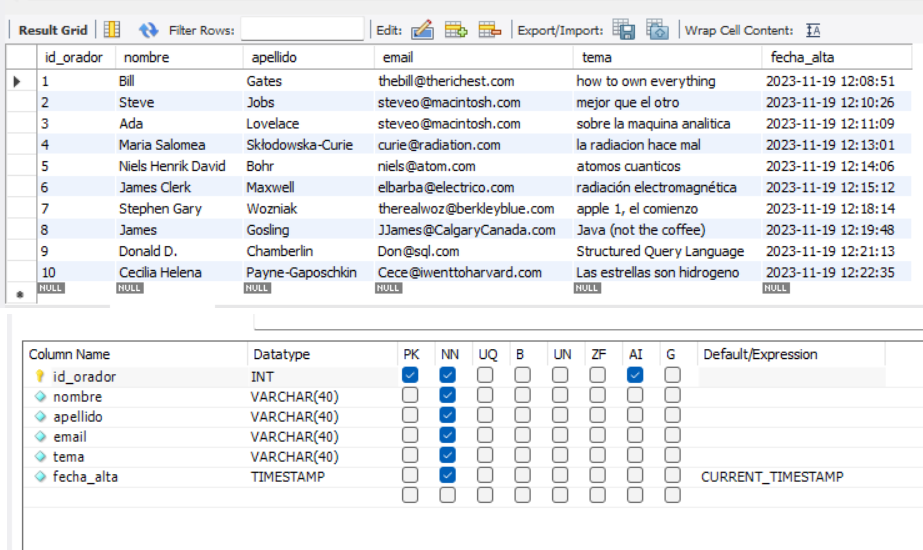 Result Grid Filter Rows: Edit: Export/Import: Wrap Cell Content: IA
id_orador nombre apellido email tema fecha_alta
1 Bill Gates thebill@therichest.com how to own everything 2023-11-19 12:08:51
2 Steve Jobs steveo@macintosh.com mejor que el otro 2023-11-19 12:10:26
3 Ada Lovelace steveo@macintosh.com sobre la maquina analitica 2023-11-19 12:11:09
4 Maria Salomea Skłodowska-Curie curie@radiation.com la radiacion hace mal 2023-11-19 12:13:01
5 Niels Henrik David Bohr niels@atom.com atomos cuanticos 2023-11-19 12:14:06
6 James Clerk Maxwell elbarba@electrico.com radiación electromagnética 2023-11-19 12:15:12
7 Stephen Gary Wozniak therealwoz@berkleyblue.com apple 1, el comienzo 2023-11-19 12:18:14
8 James Gosling JJames@CalgaryCanada.com Java (not the coffee) 2023-11-19 12:19:48
9 Donald D. Chamberlin Don@sql.com Structured Query Language 2023-11-19 12:21:13
10 Cecilia Helena Payne-Gaposchkin Cece@iwenttoharvard.com Las estrellas son hidrogeno 2023-11-19 12:22:35
NULL NULL NULL NULL NULL NULL
Column Name Datatype PK NN UQ B UN ZF AI G Default/Expression
id_orador INT
nombre VARCHAR(40)
apellido VARCHAR(40)
email VARCHAR(40)
tema VARCHAR(40)
fecha_alta TIMESTAMP CURRENT_TIMESTAMP